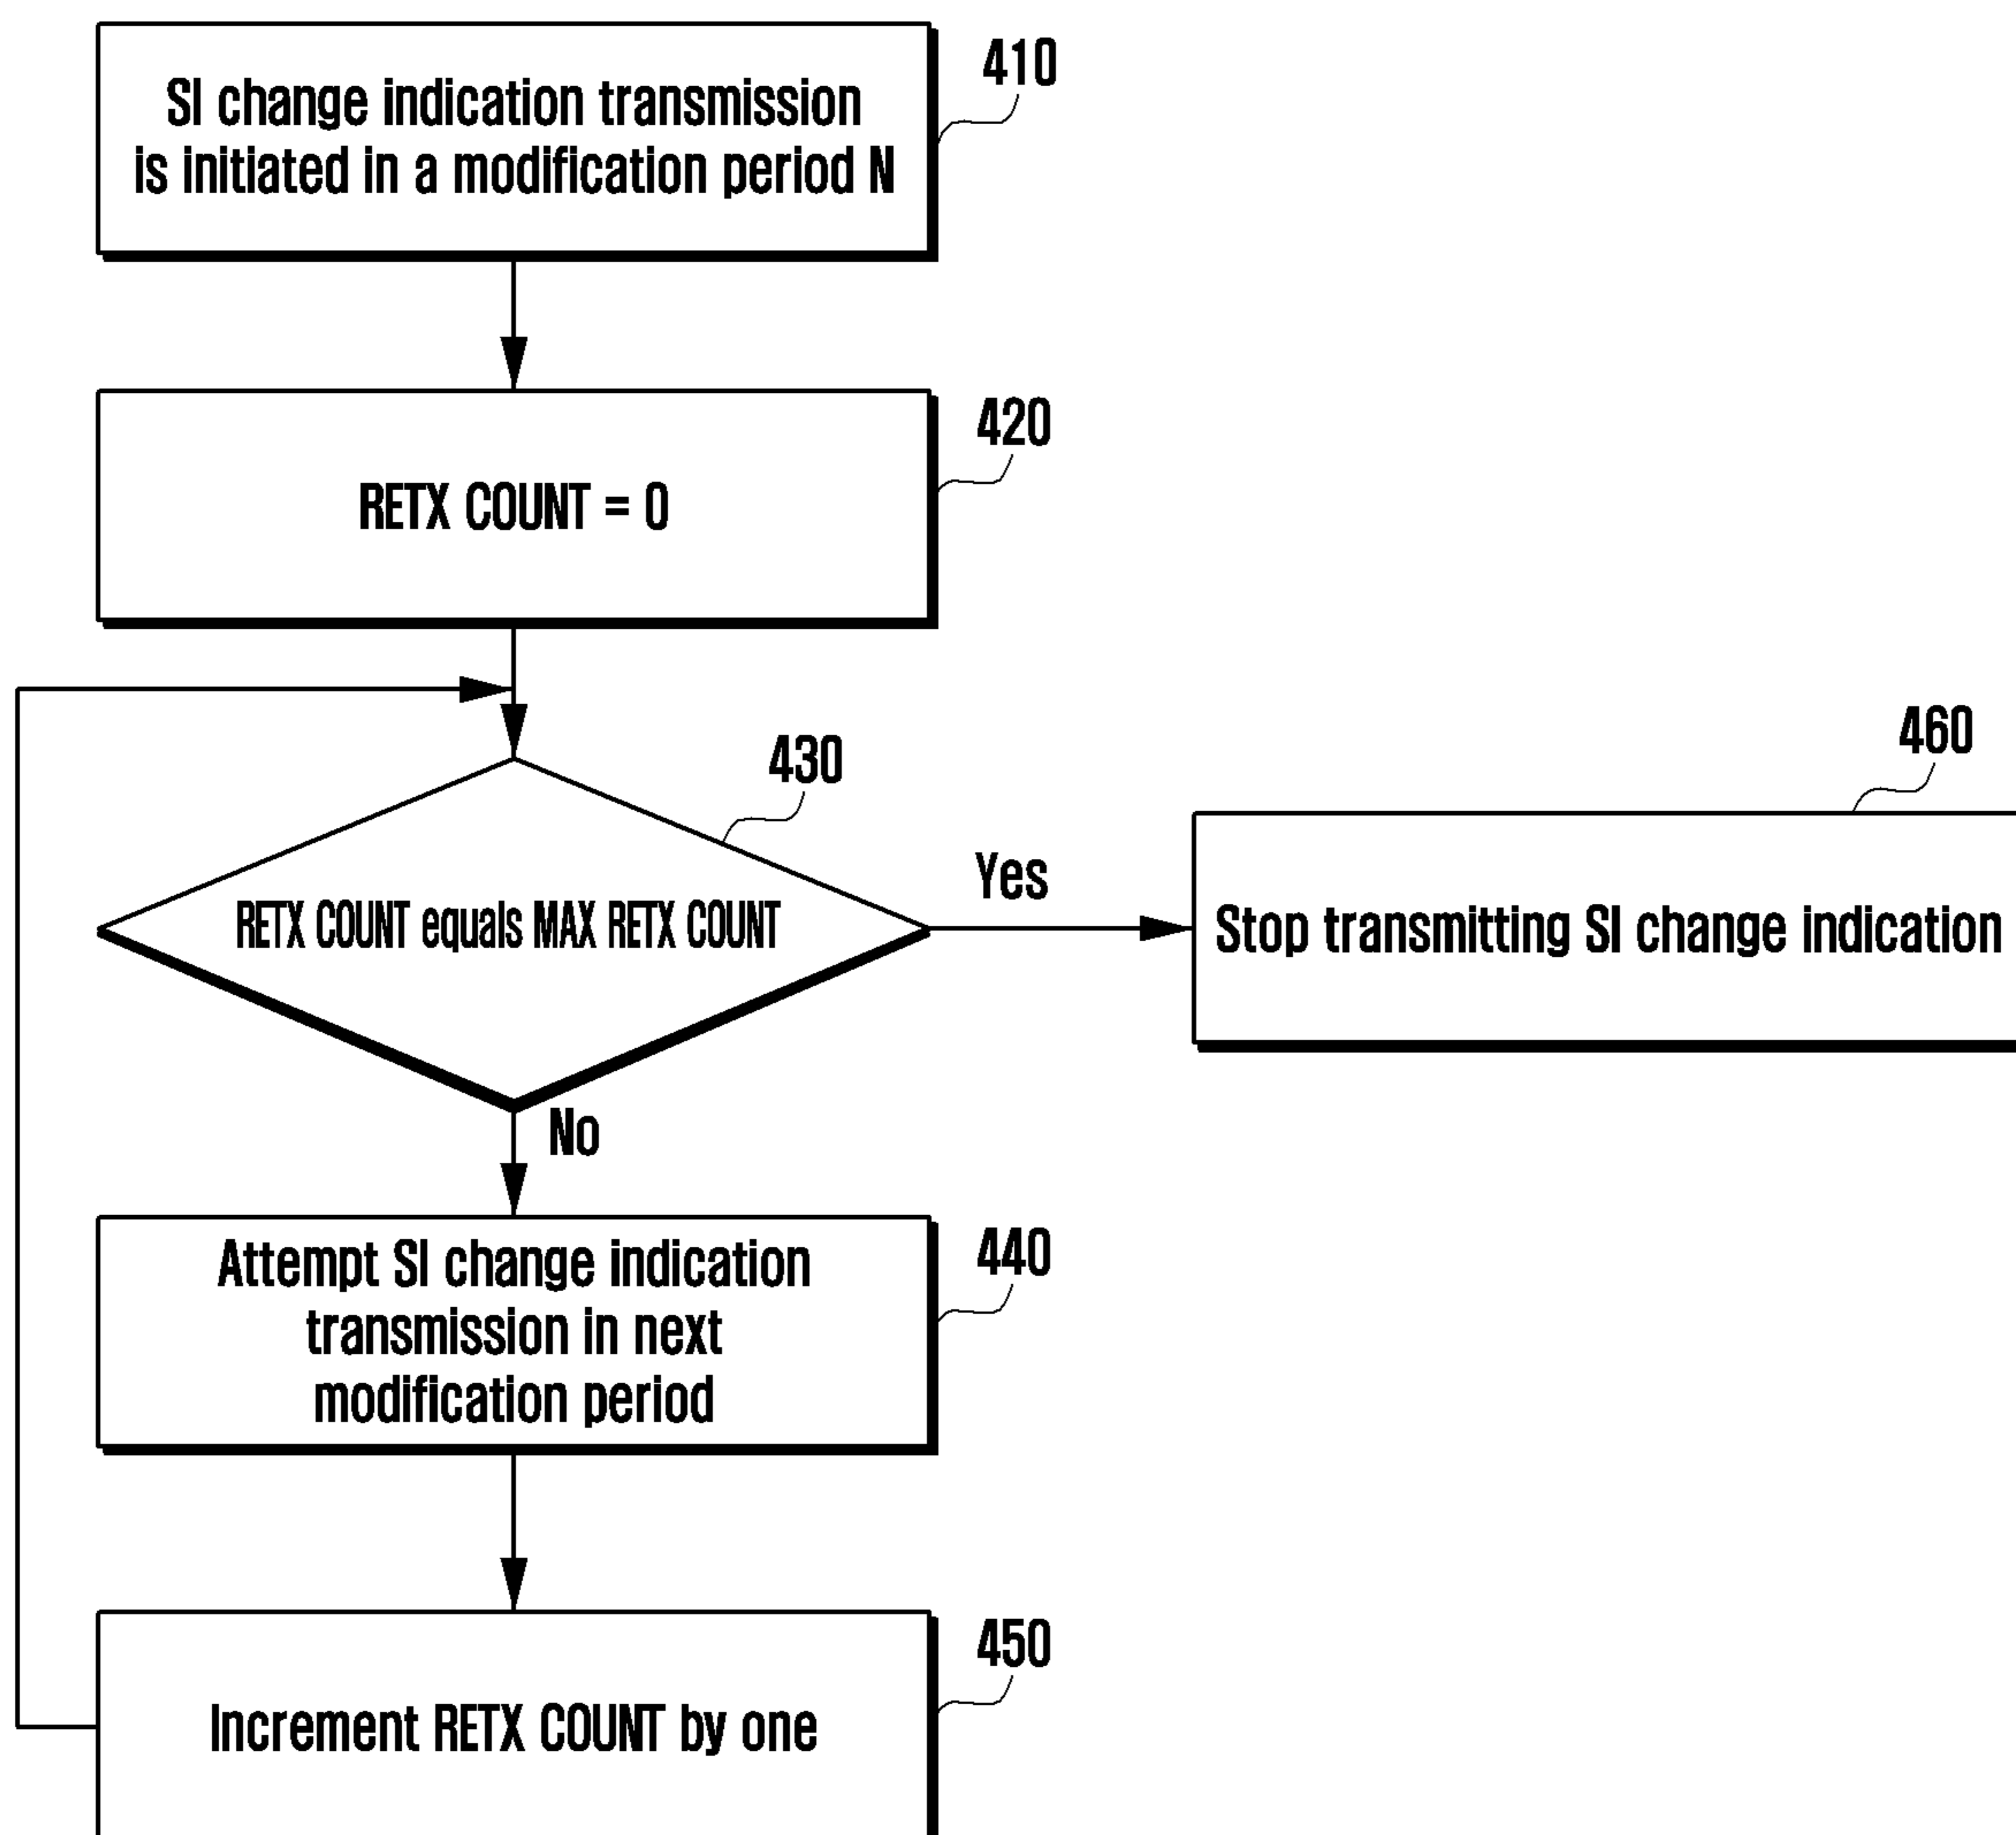 410
SI change indication transmission
is initiated in a modification period N
420
RETX COUNT = 0
430
460
RETX COUNT equals MAX RETX COUNT
Yes
Stop transmitting SI change indication
No
440
Attempt SI change indication
transmission in next
modification period
450
Increment RETX COUNT by one